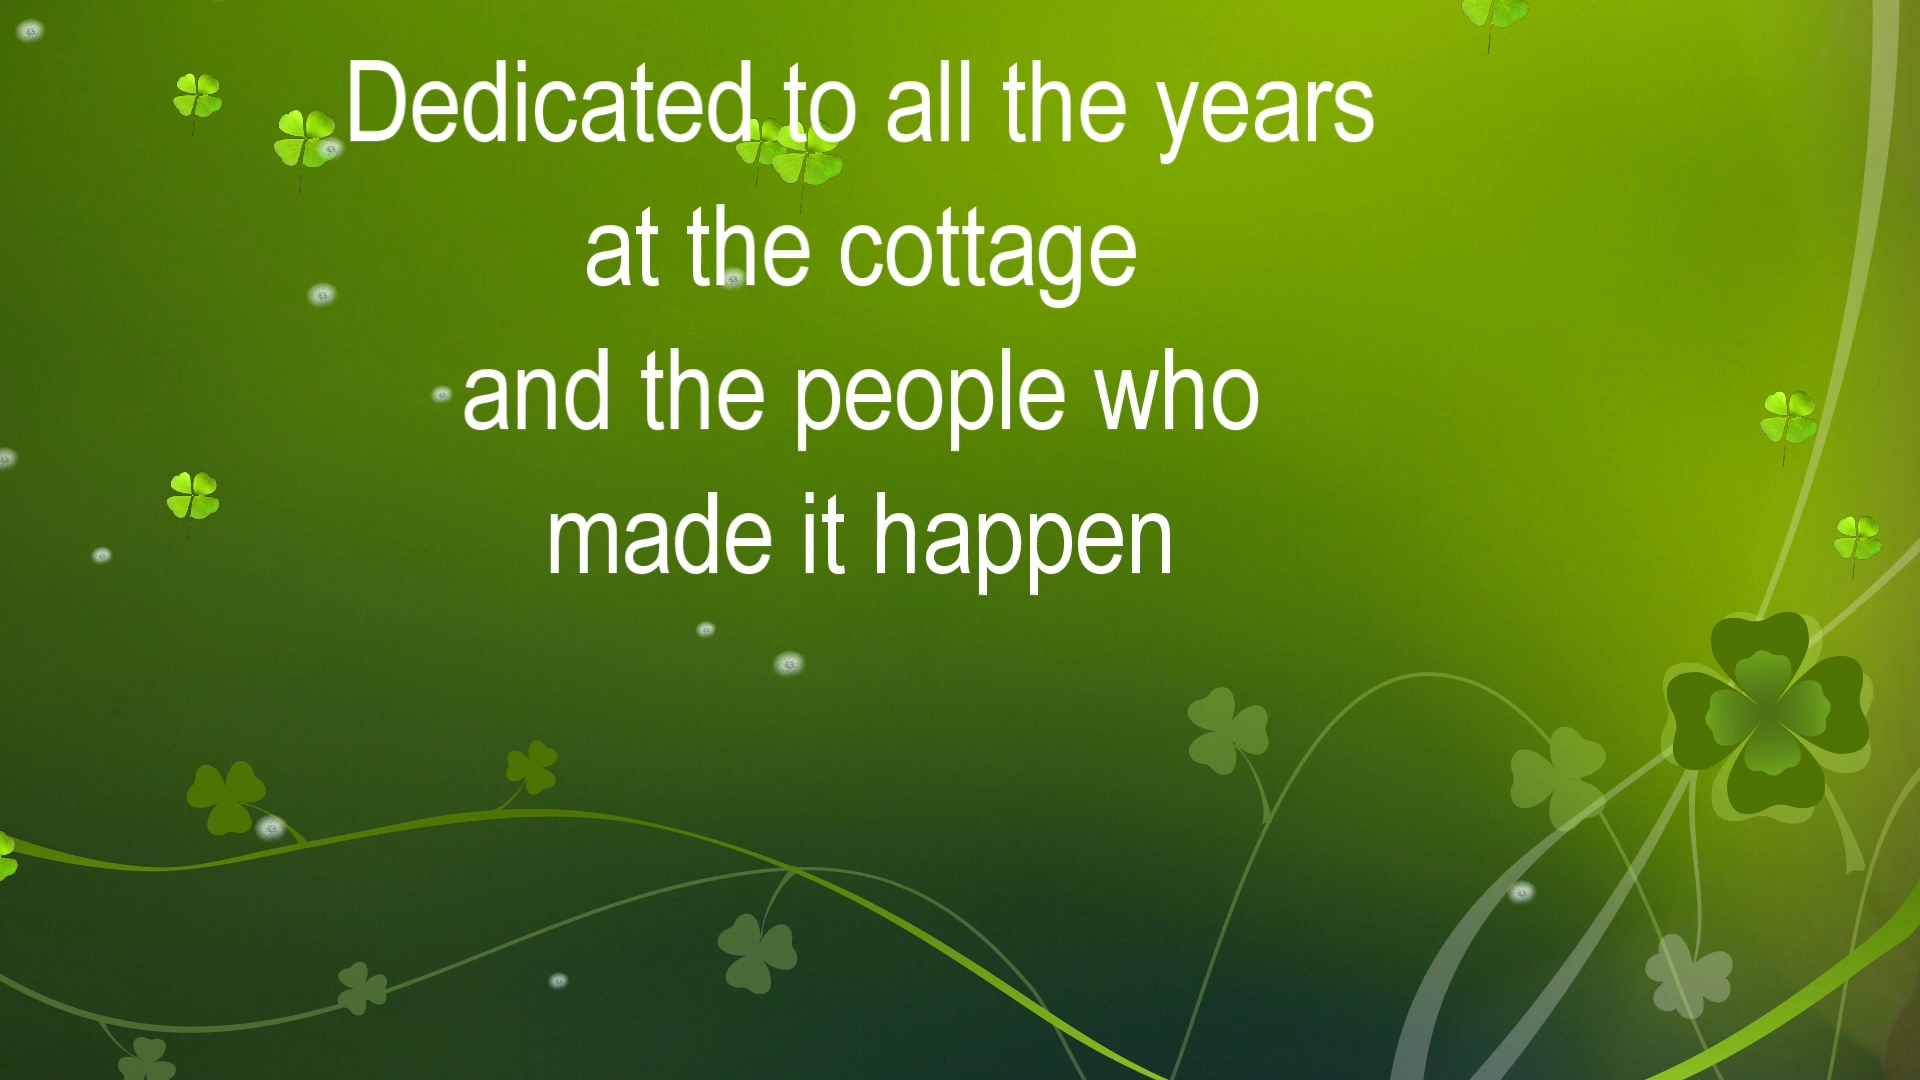 Dedicated to all the years
at the cottage
and the people who
made it happen